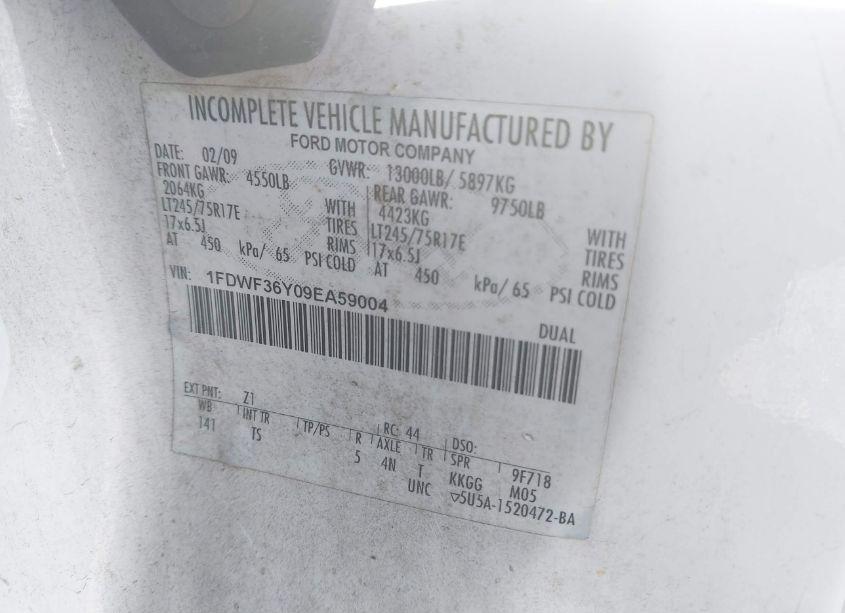 INCOMPLETE VEHICLE MANUFACTURED BY
FORD MOTOR COMPANY
DATE: 02/09 GVWR: 13000LB/ 5897KG
FRONT GAWR: 4550LB REAR GAWR: 9750LB
2064KG WITH 4423KG WITH
LT245/75R17E TIRES LT245/75R17E TIRES
17x6.5J RIMS 17x6.5J RIMS
AT 450 kPa/ 65 PSI COLD AT 450 kPa/ 65 PSI COLD
VIN: 1FDWF36Y09EA59004
DUAL
EXT PNT: Z1 RC: 44 DSO:
WB INT TR TP/PS R AXLE TR SPR 9F718
141 TS 5 4N T KKGG M05
UNC ▽5U5A-1520472-BA